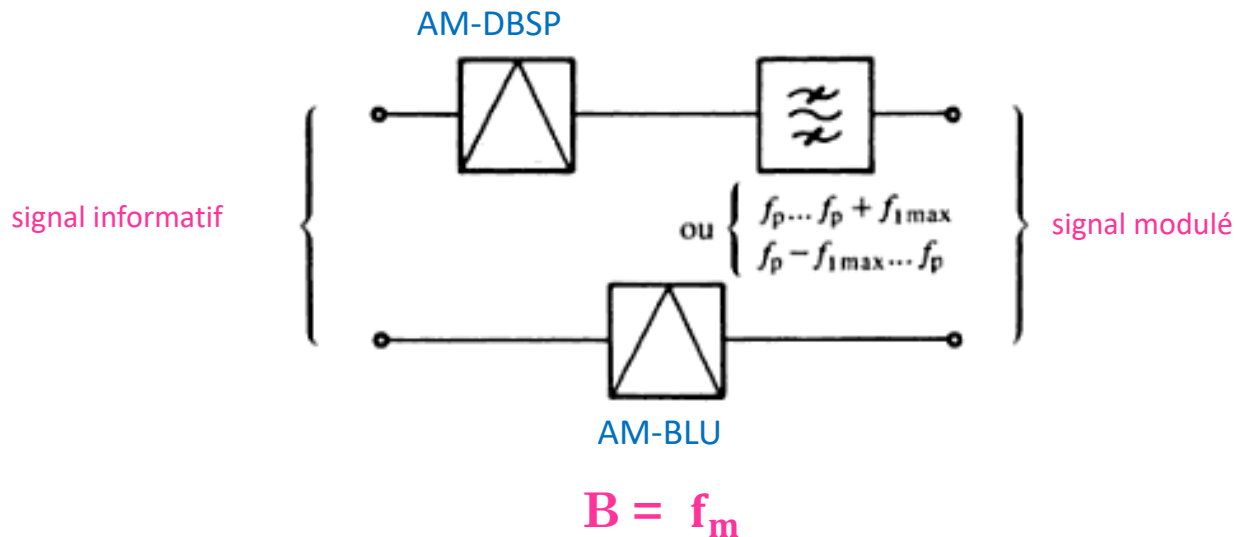 AM-DBSP
signal informatif
ou { fp... fp + f1max
fp − f1max... fp
signal modulé
AM-BLU
B = fm